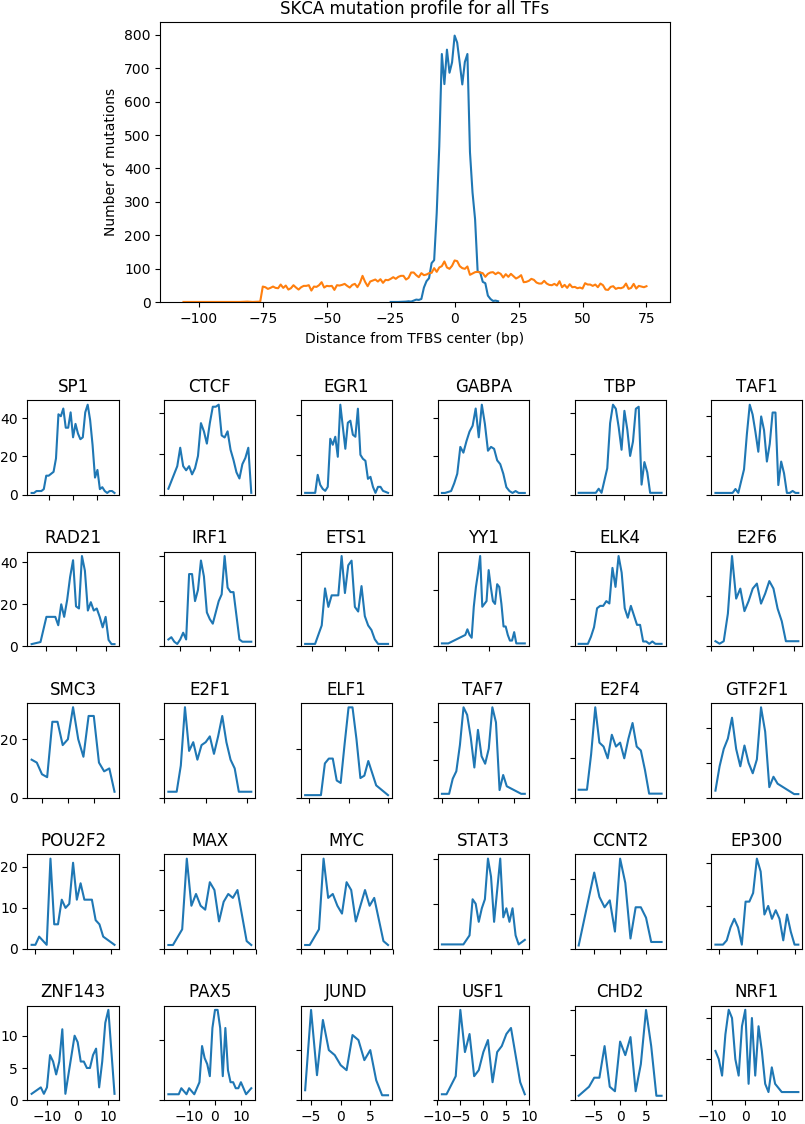 SKCA mutation profile for all TFs
Number of mutations
800
700
600
500
400
300
200
100
0
−100 −75 −50 −25 0 25 50 75
Distance from TFBS center (bp)
SP1 CTCF EGR1 GABPA TBP TAF1
40
20
0
RAD21 IRF1 ETS1 YY1 ELK4 E2F6
40
20
0
SMC3 E2F1 ELF1 TAF7 E2F4 GTF2F1
20
0
POU2F2 MAX MYC STAT3 CCNT2 EP300
20
10
0
ZNF143 PAX5 JUND USF1 CHD2 NRF1
10
5
0
−10 0 10 −10 0 10 −5 0 5 −10 −5 0 5 10 −5 0 5 −10 0 10